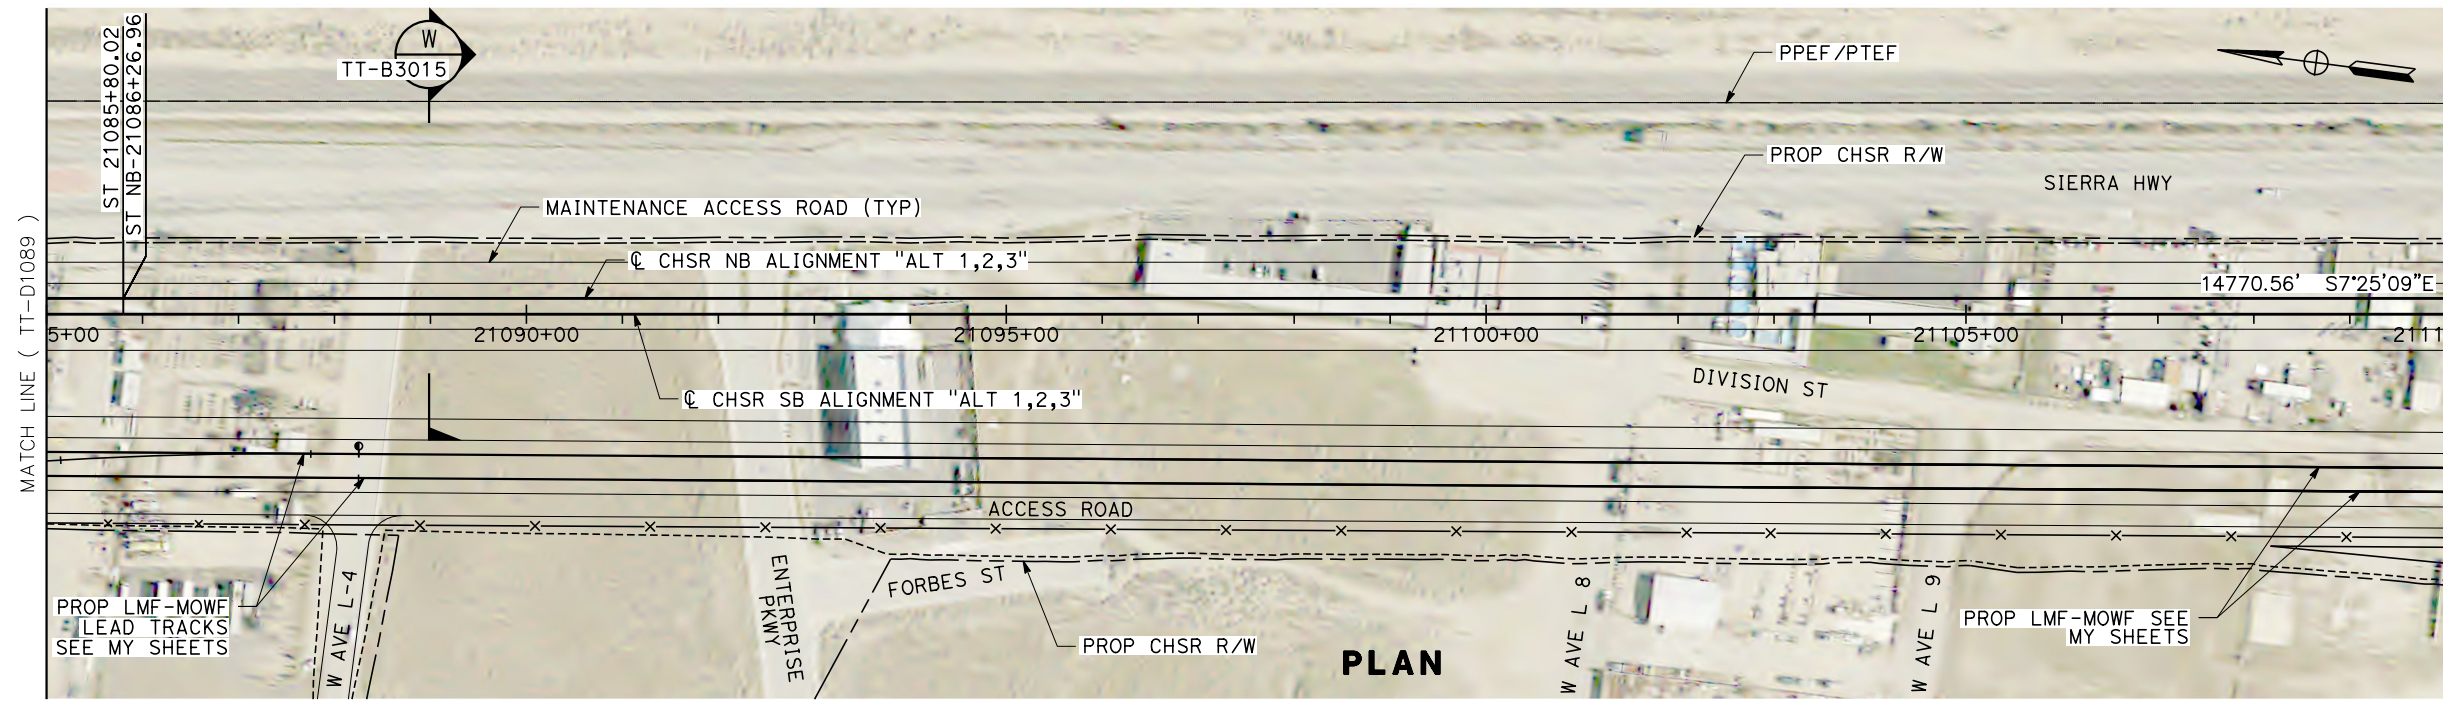 ST 21085+80.02
ST NB-21086+26.96
W
TT-B3015
PPEF/PTEF
PROP CHSR R/W
SIERRA HWY
MAINTENANCE ACCESS ROAD (TYP)
℄ CHSR NB ALIGNMENT "ALT 1,2,3"
14770.56' S7°25'09"E
MATCH LINE ( TT-D1089 )
5+00
21090+00
21095+00
21100+00
21105+00
2111
℄ CHSR SB ALIGNMENT "ALT 1,2,3"
DIVISION ST
ACCESS ROAD
PROP LMF-MOWF
LEAD TRACKS
SEE MY SHEETS
W AVE L-4
ENTERPRISE
PKWY
FORBES ST
PROP CHSR R/W
PLAN
W AVE L 8
W AVE L 9
PROP LMF-MOWF SEE
MY SHEETS